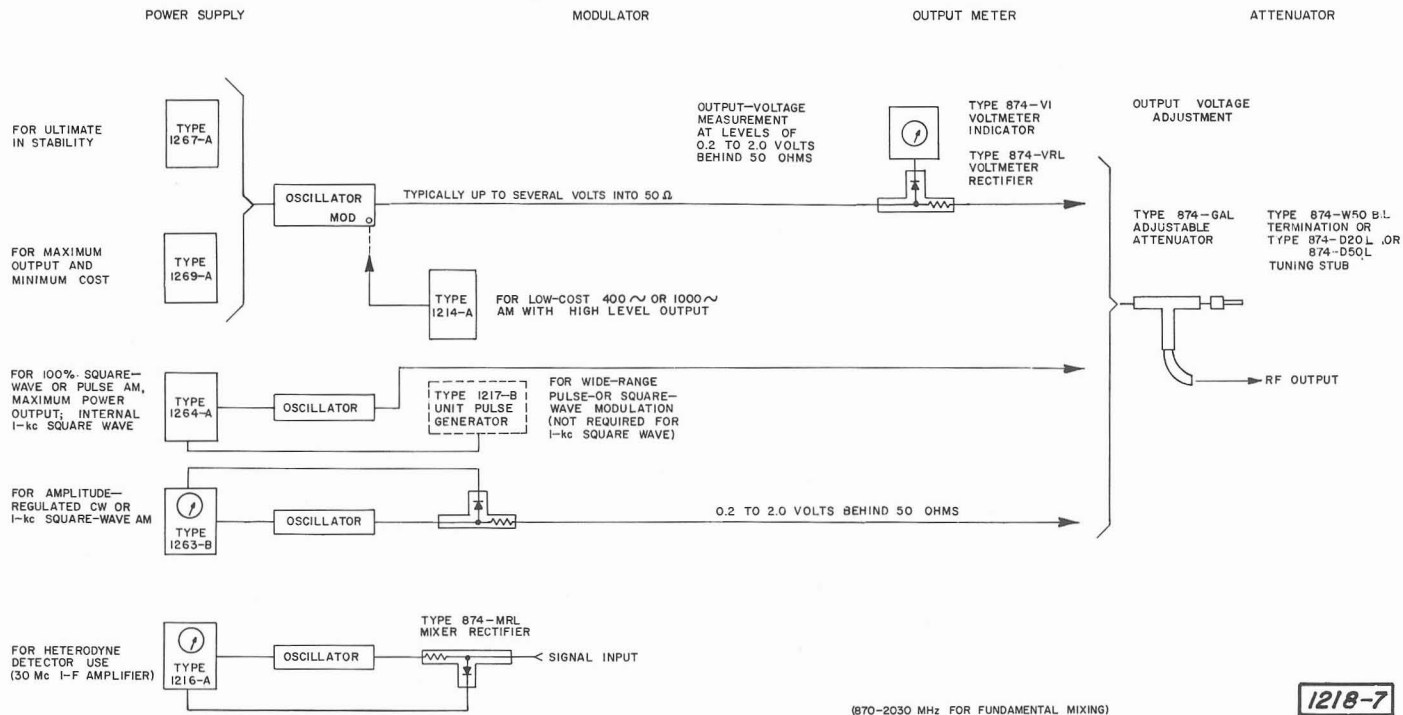 POWER SUPPLY
MODULATOR
OUTPUT METER
ATTENUATOR
FOR ULTIMATE
IN STABILITY
TYPE
1267-A
FOR MAXIMUM
OUTPUT AND
MINIMUM COST
TYPE
1269-A
OSCILLATOR
MOD
TYPICALLY UP TO SEVERAL VOLTS INTO 50 Ω
TYPE
1214-A
FOR LOW-COST 400 ~ OR 1000 ~
AM WITH HIGH LEVEL OUTPUT
OUTPUT-VOLTAGE
MEASUREMENT
AT LEVELS OF
0.2 TO 2.0 VOLTS
BEHIND 50 OHMS
TYPE 874-VI
VOLTMETER
INDICATOR
TYPE 874-VRL
VOLTMETER
RECTIFIER
OUTPUT VOLTAGE
ADJUSTMENT
TYPE 874-GAL
ADJUSTABLE
ATTENUATOR
TYPE 874-W50 BL
TERMINATION OR
TYPE 874-D20L, OR
874-D50L
TUNING STUB
RF OUTPUT
FOR 100% SQUARE-
WAVE OR PULSE AM,
MAXIMUM POWER
OUTPUT; INTERNAL
1-kc SQUARE WAVE
TYPE
1264-A
OSCILLATOR
TYPE 1217-B
UNIT PULSE
GENERATOR
FOR WIDE-RANGE
PULSE-OR SQUARE-
WAVE MODULATION
(NOT REQUIRED FOR
1-kc SQUARE WAVE)
FOR AMPLITUDE-
REGULATED CW OR
1-kc SQUARE-WAVE AM
TYPE
1263-B
OSCILLATOR
0.2 TO 2.0 VOLTS BEHIND 50 OHMS
FOR HETERODYNE
DETECTOR USE
(30 Mc I-F AMPLIFIER)
TYPE
1216-A
OSCILLATOR
TYPE 874-MRL
MIXER RECTIFIER
SIGNAL INPUT
(870-2030 MHz FOR FUNDAMENTAL MIXING)
1218-7